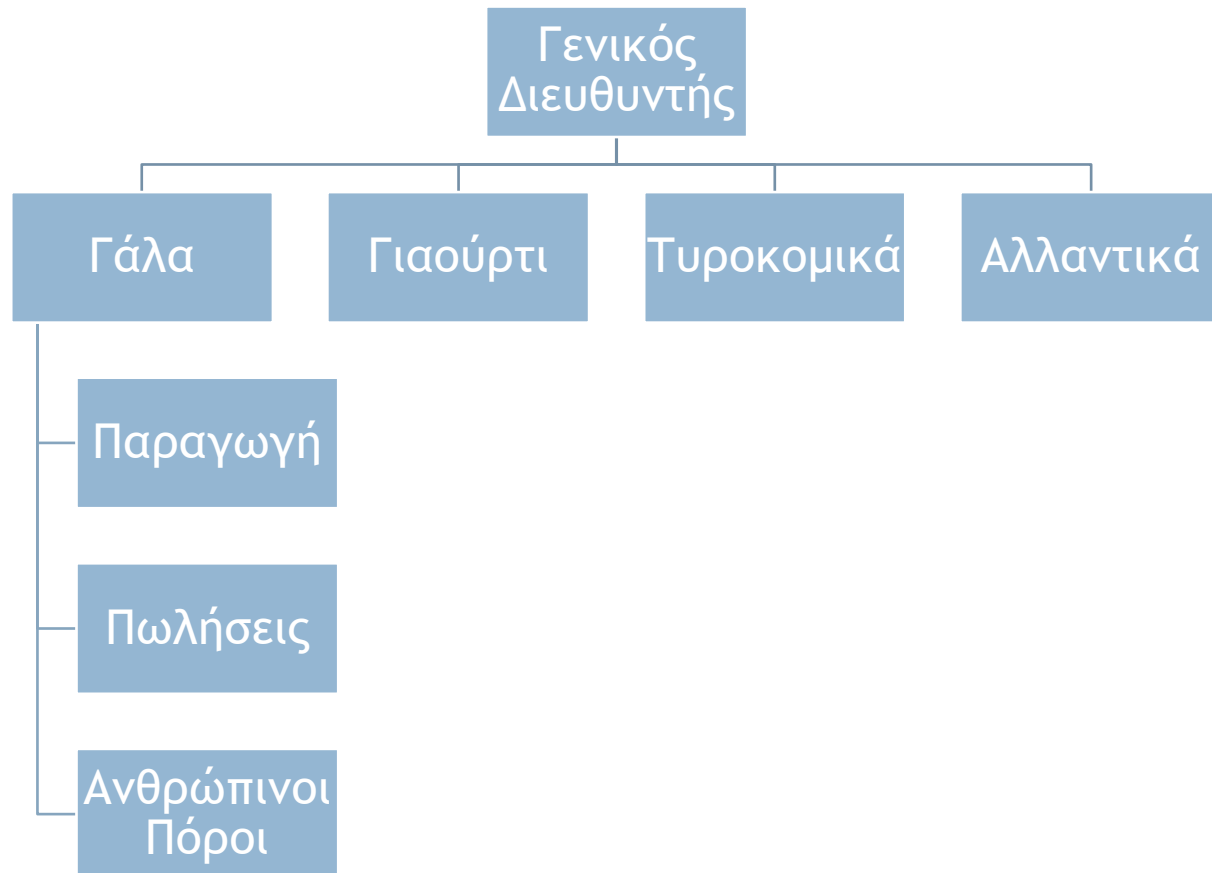 Γενικός
Διευθυντής
Γάλα
Γιαούρτι
Τυροκομικά
Αλλαντικά
Παραγωγή
Πωλήσεις
Ανθρώπινοι
Πόροι